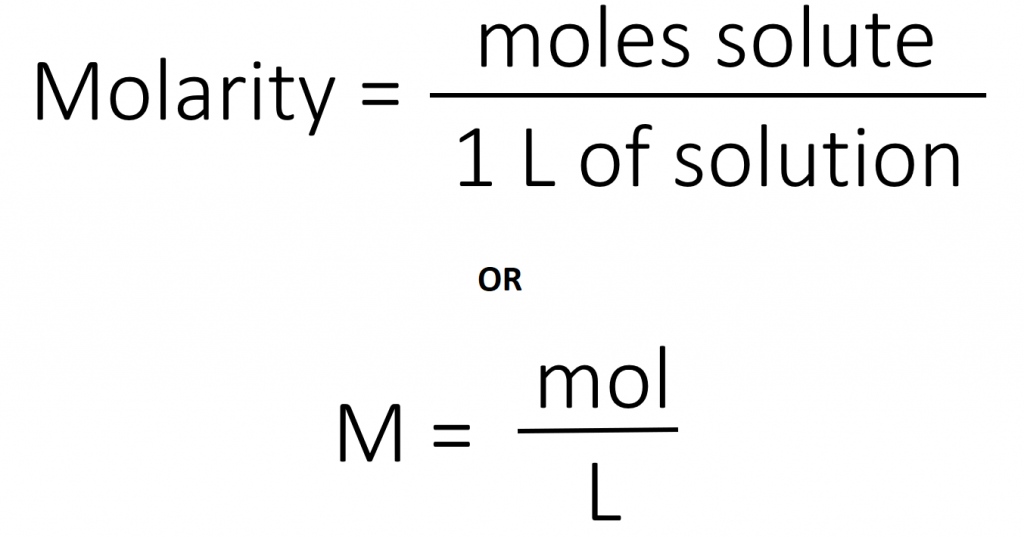 Molarity = moles solute
1 L of solution
OR
M = mol
L